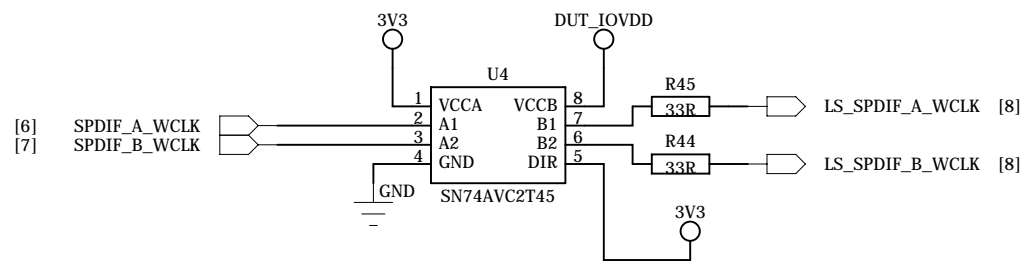 3V3 DUT_IOVDD
U4
R45
1 VCCA VCCB 8
33R LS_SPDIF_A_WCLK [8]
[6] SPDIF_A_WCLK 2 A1 B1 7
[7] SPDIF_B_WCLK 3 A2 B2 6
R44
4 GND DIR 5
33R LS_SPDIF_B_WCLK [8]
GND SN74AVC2T45
3V3